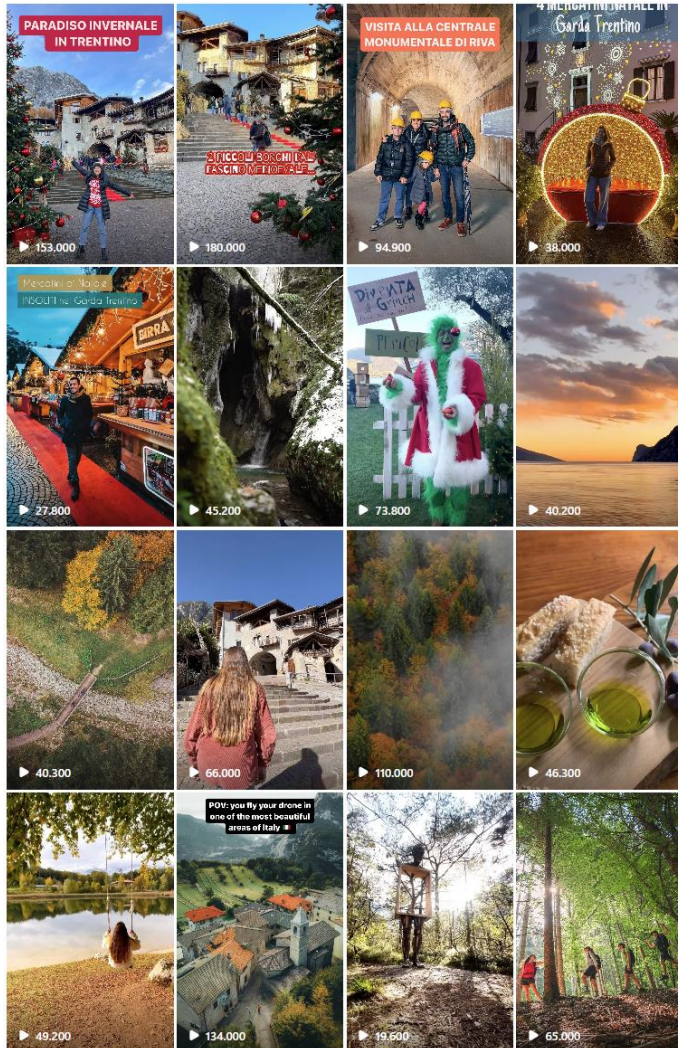 PARADISO INVERNALE
IN TRENTINO
153.000
2 PICCOLI BORGHI DAL
FASCINO MEDIOEVALE...
180.000
VISITA ALLA CENTRALE
MONUMENTALE DI RIVA
94.900
4 MERCATINI NATALE IN
Garda Trentino
38.000
Mercatini di Natale
INSOLITI nel Garda Trentino
BIRRA
27.800
45.200
DIVENTA
GRINCH
73.800
40.200
40.300
66.000
110.000
46.300
49.200
POV: you fly your drone in
one of the most beautiful
areas of Italy 🇮🇹
134.000
19.600
65.000